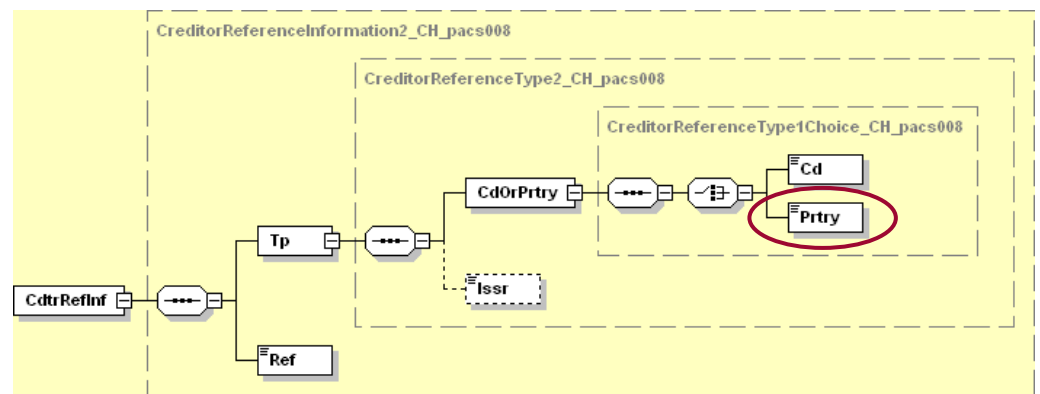 CreditorReferenceInformation2_CH_pacs008
CreditorReferenceType2_CH_pacs008
CreditorReferenceType1Choice_CH_pacs008
Cd
CdOrPrtry
Prtry
Tp
Issr
CdtrRefInf
Ref